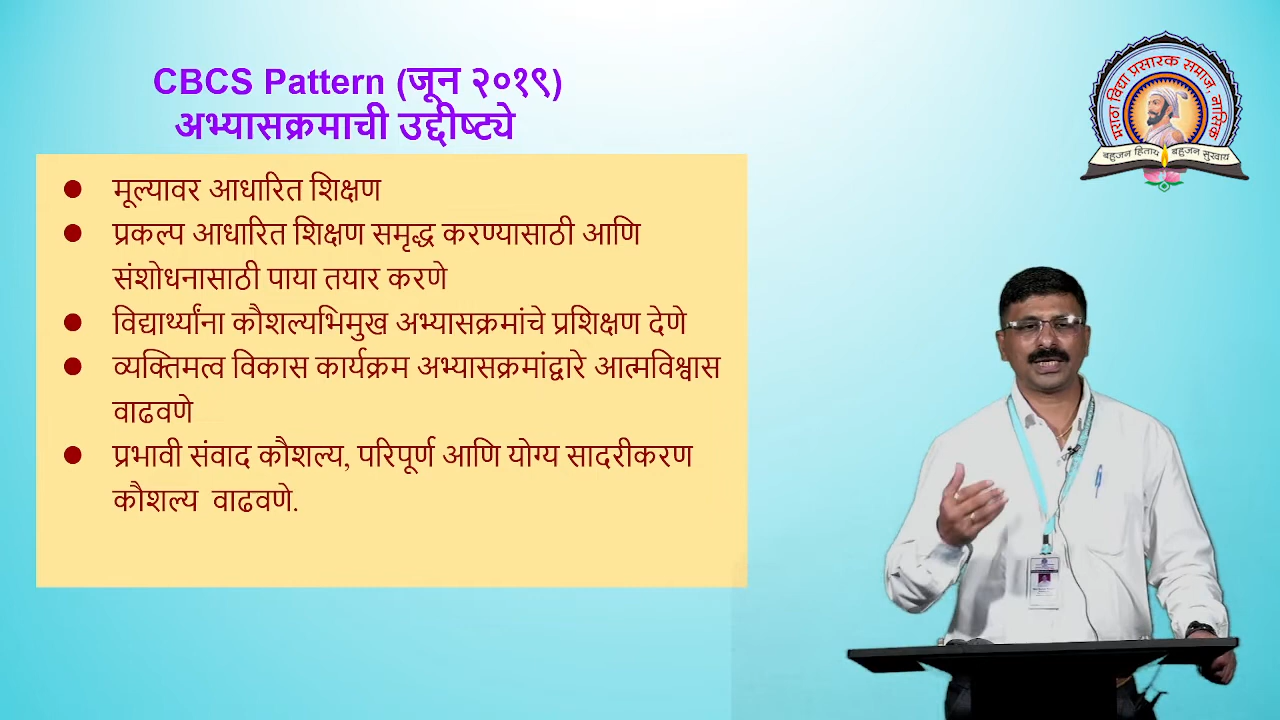 CBCS Pattern (जून २०१९)
अभ्यासक्रमाची उद्दीष्ट्ये
मराठा विद्या प्रसारक समाज, नासिक
बहुजन हिताय बहुजन सुखाय
● मूल्यावर आधारित शिक्षण
● प्रकल्प आधारित शिक्षण समृद्ध करण्यासाठी आणि
संशोधनासाठी पाया तयार करणे
● विद्यार्थ्यांना कौशल्यभिमुख अभ्यासक्रमांचे प्रशिक्षण देणे
● व्यक्तिमत्व विकास कार्यक्रम अभ्यासक्रमांद्वारे आत्मविश्वास
वाढवणे
● प्रभावी संवाद कौशल्य, परिपूर्ण आणि योग्य सादरीकरण
कौशल्य वाढवणे.